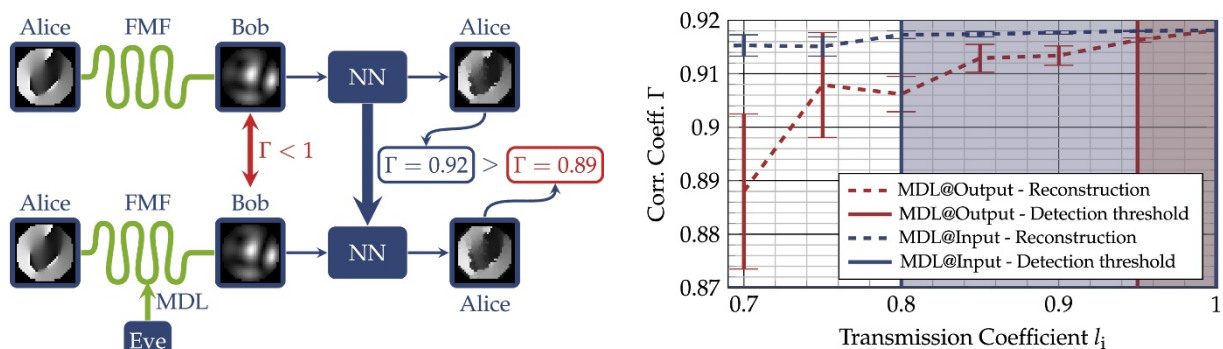 Alice FMF Bob Alice
NN
Γ < 1
Γ = 0.92 > Γ = 0.89
Alice FMF Bob
NN
MDL
Alice
Eve
Corr. Coeff. Γ
0.92
0.91
0.9
0.89
0.88
0.87
MDL@Output - Reconstruction
MDL@Output - Detection threshold
MDL@Input - Reconstruction
MDL@Input - Detection threshold
0.7 0.8 0.9 1
Transmission Coefficient lᵢ